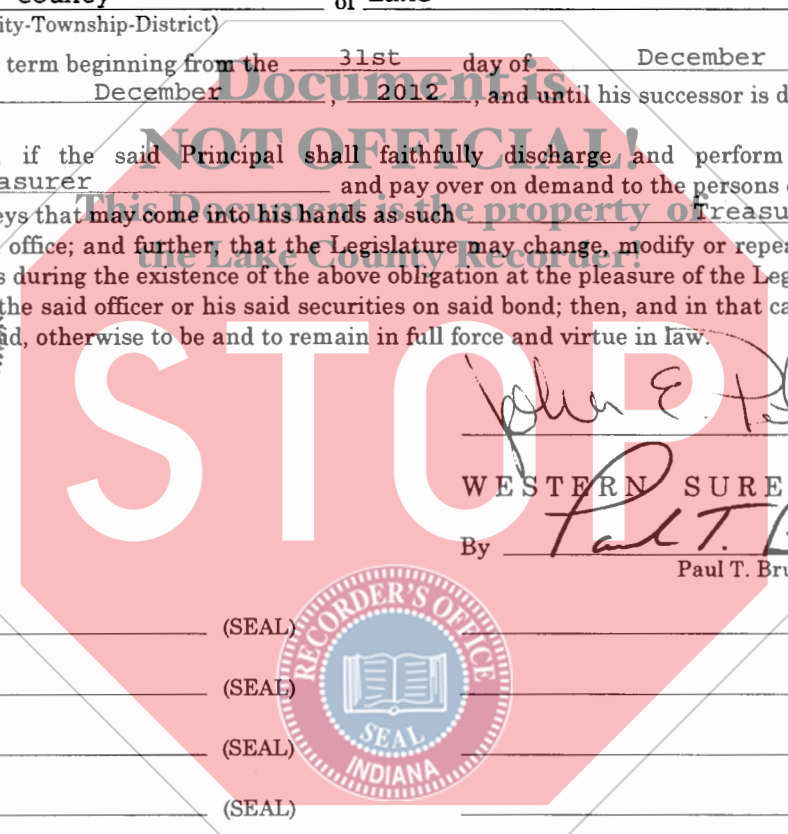 County of Lake
ity-Township-District)
term beginning from the 31st day of December
December, 2012, and until his successor is d
if the said Principal shall faithfully discharge and perform
asurer and pay over on demand to the persons
eys that may come into his hands as such Treasu
office; and further, that the Legislature may change, modify or repea
s during the existence of the above obligation at the pleasure of the Leg
the said officer or his said securities on said bond; then, and in that ca
id, otherwise to be and to remain in full force and virtue in law.
Document is
NOT OFFICIAL!
This Document is the property of
the Lake County Recorder!
STOP
John E. 
WESTERN SURE
By Paul T.
Paul T. Bru
(SEAL)
(SEAL)
(SEAL)
(SEAL)
RECORDER'S OFFICE
SEAL
INDIANA